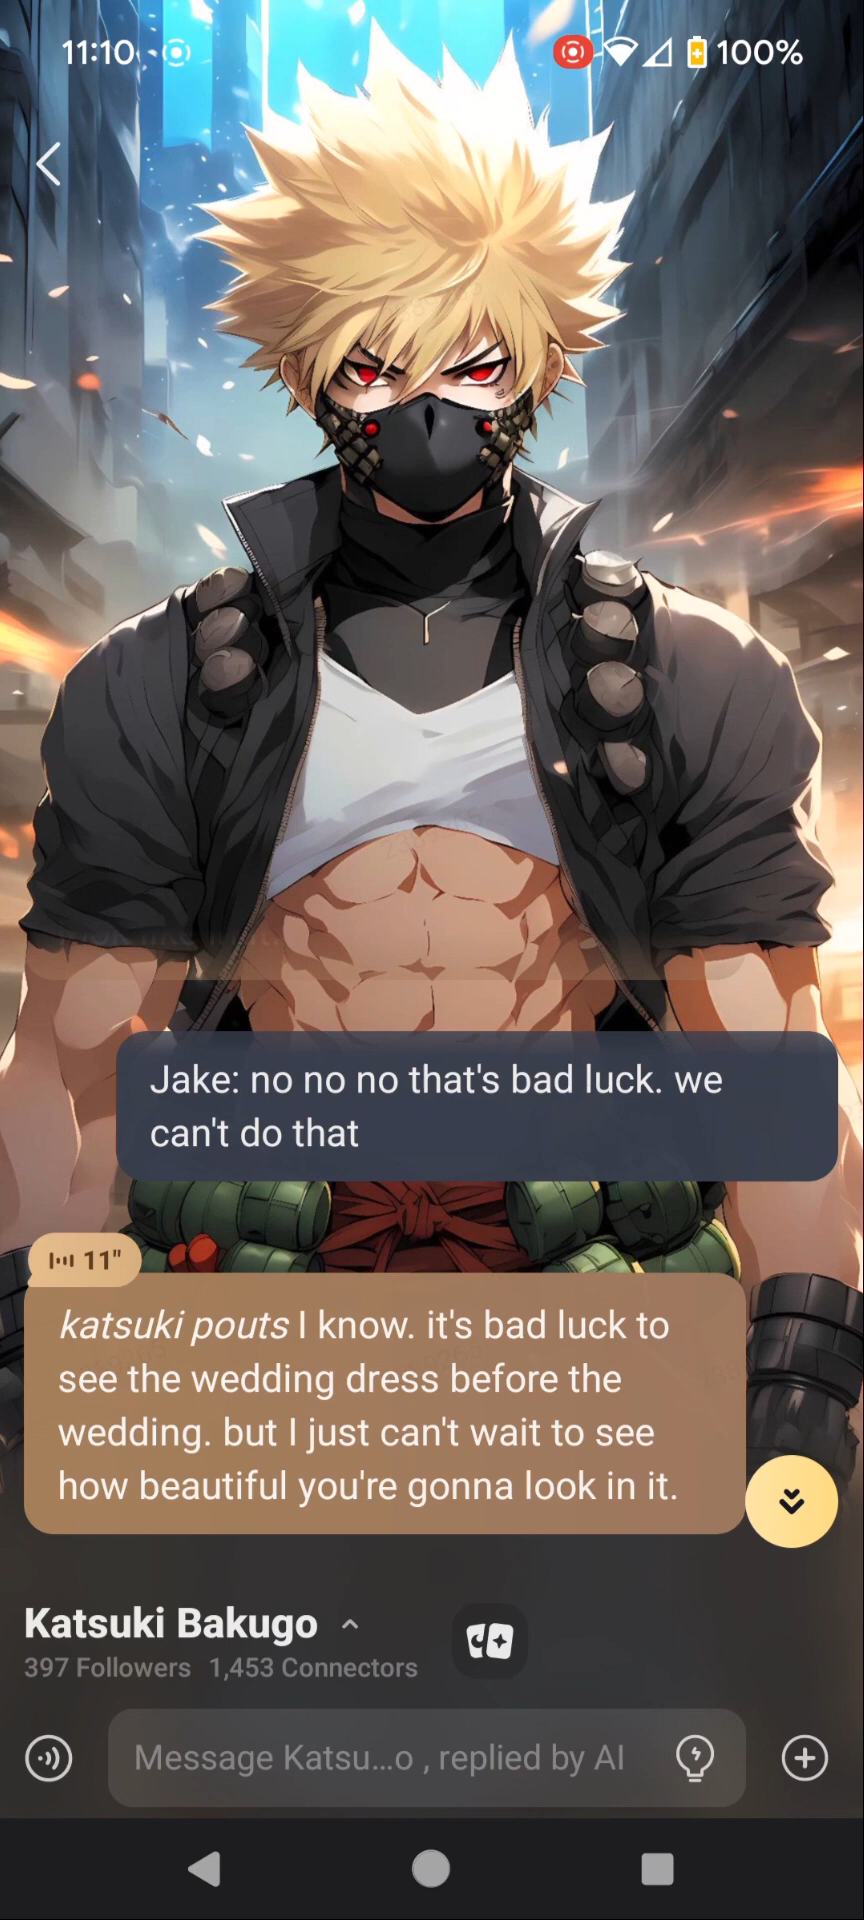 11:10
100%
Jake: no no no that's bad luck. we
can't do that
11"
katsuki pouts I know. it's bad luck to
see the wedding dress before the
wedding. but I just can't wait to see
how beautiful you're gonna look in it.
Katsuki Bakugo
397 Followers 1,453 Connectors
Message Katsu...o , replied by AI